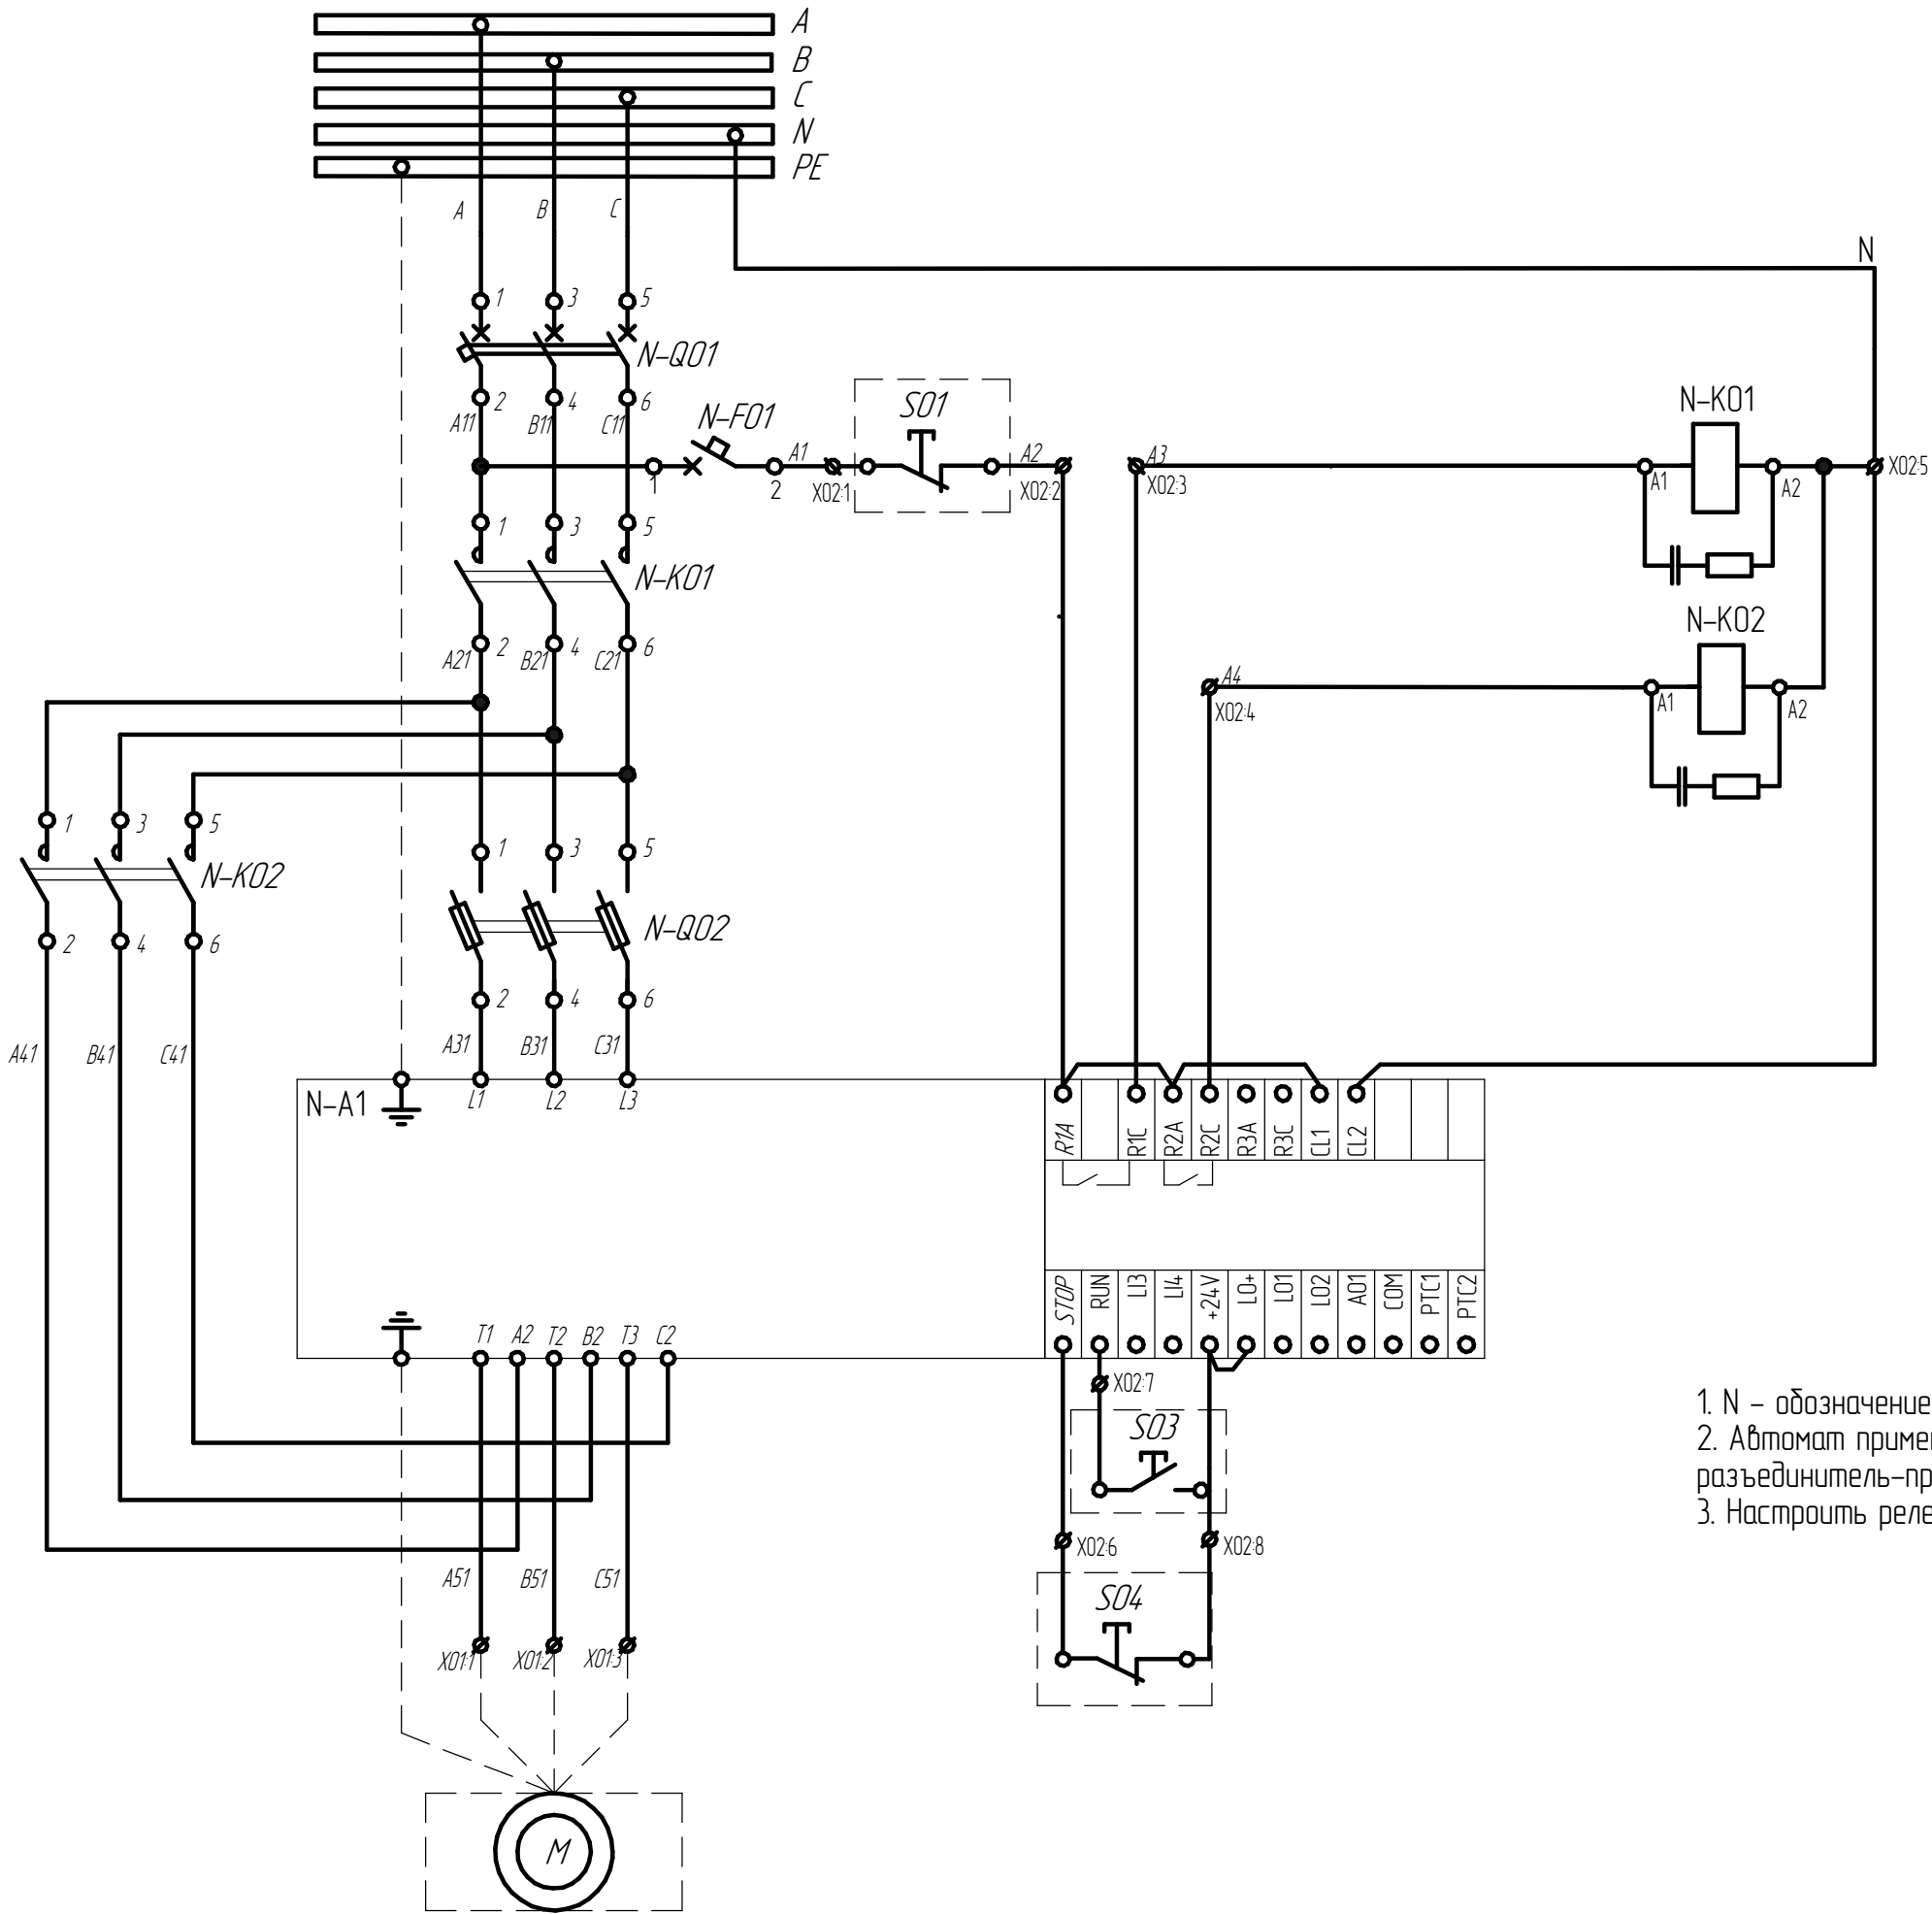 A
B
C
N
PE
A
B
C
N
1
3
5
N-Q01
2
4
6
A11
B11
C11
N-F01
1
2
A1
X02:1
S01
A2
X02:2
A3
X02:3
N-K01
A1
A2
X02:5
1
3
5
N-K01
2
4
6
A21
B21
C21
N-K02
A4
X02:4
A1
A2
1
3
5
N-K02
2
4
6
1
3
5
N-Q02
2
4
6
A41
B41
C41
A31
B31
C31
N-A1
L1
L2
L3
R1A
R1C
R2A
R2C
R3A
R3C
CL1
CL2
STOP
RUN
LI3
LI4
+24V
LO+
LO1
LO2
AO1
COM
PTC1
PTC2
T1
A2
T2
B2
T3
C2
X02:7
S03
X02:6
X02:8
S04
A51
B51
C51
X01:1
X01:2
X01:3
M
1. N – обозначение
2. Автомат приме
разъединитель-пр
3. Настроить реле